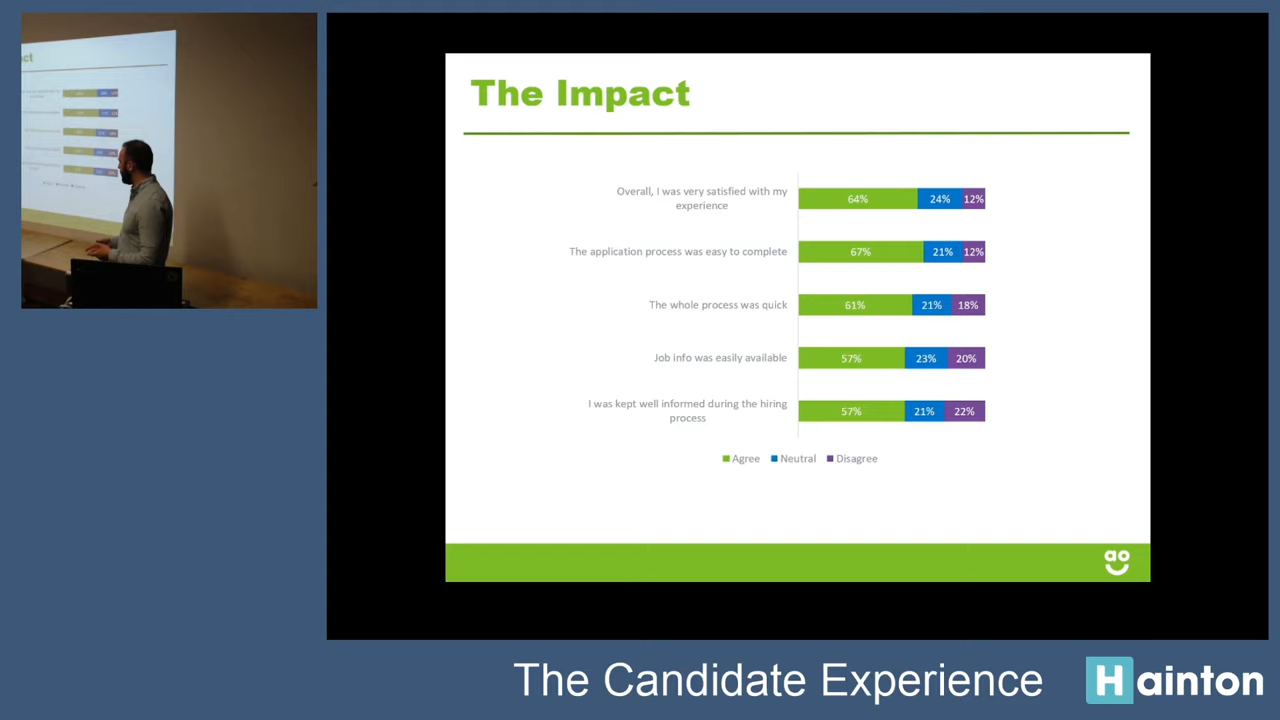 ct
The Impact
Overall, I was very satisfied with my
experience
64% 24% 12%
The application process was easy to complete
67% 21% 12%
The whole process was quick
61% 21% 18%
Job info was easily available
57% 23% 20%
I was kept well informed during the hiring
process
57% 21% 22%
Agree Neutral Disagree
ao
The Candidate Experience
Hainton